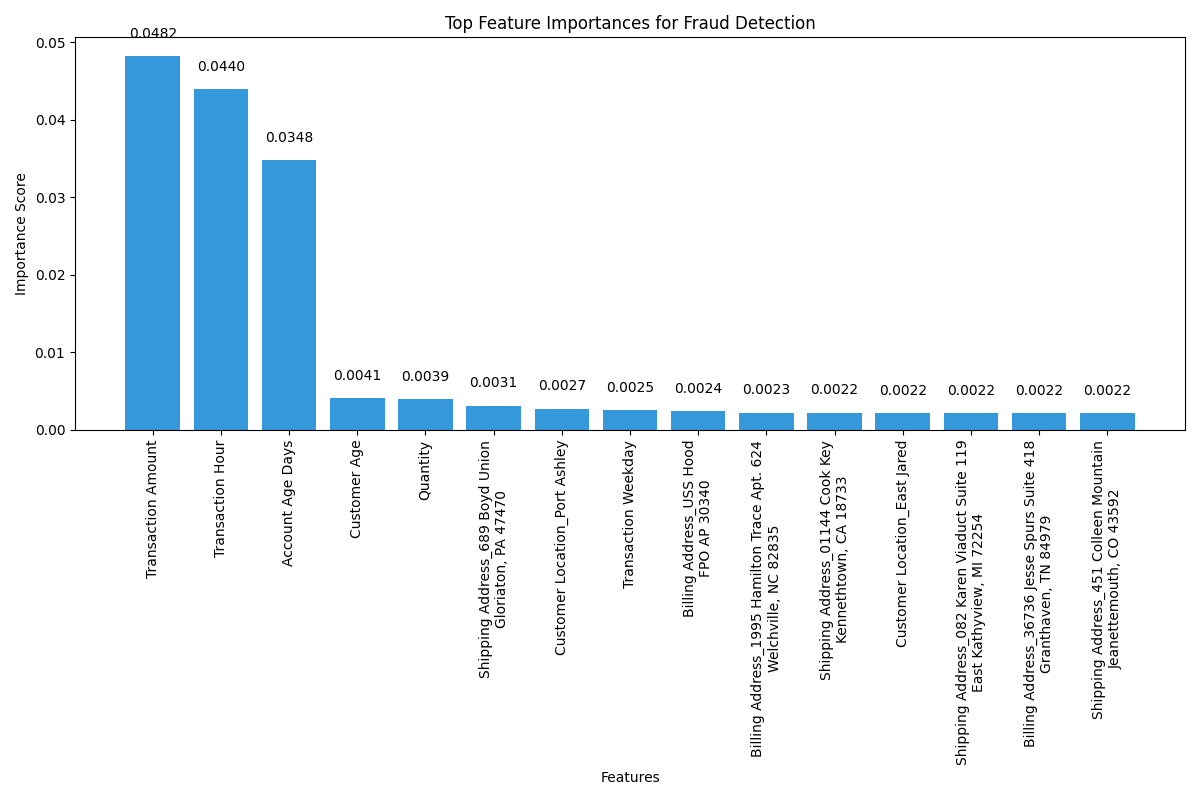 Top Feature Importances for Fraud Detection
0.0482
0.0440
0.0348
0.0041
0.0039
0.0031
0.0027
0.0025
0.0024
0.0023
0.0022
0.0022
0.0022
0.0022
0.0022
Importance Score
0.05
0.04
0.03
0.02
0.01
0.00
Transaction Amount
Transaction Hour
Account Age Days
Customer Age
Quantity
Shipping Address_689 Boyd Union
Gloriaton, PA 47470
Customer Location_Port Ashley
Transaction Weekday
Billing Address_USS Hood
FPO AP 30340
Billing Address_1995 Hamilton Trace Apt. 624
Welchville, NC 82835
Shipping Address_01144 Cook Key
Kennethtown, CA 18733
Customer Location_East Jared
Shipping Address_082 Karen Viaduct Suite 119
East Kathyview, MI 72254
Billing Address_36736 Jesse Spurs Suite 418
Granthaven, TN 84979
Shipping Address_451 Colleen Mountain
Jeanettemouth, CO 43592
Features